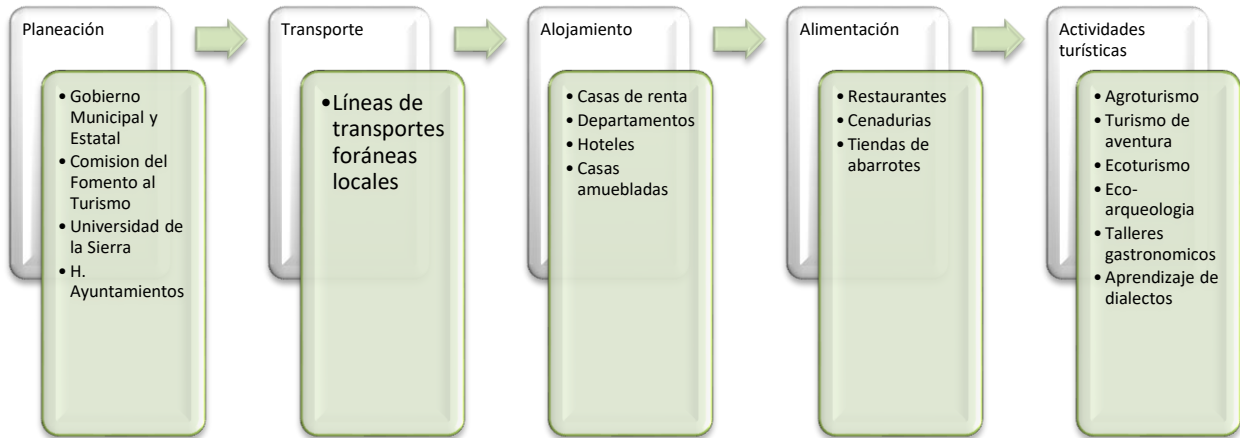 Planeación
• Gobierno
Municipal y
Estatal
• Comision del
Fomento al
Turismo
• Universidad de
la Sierra
• H.
Ayuntamientos
Transporte
• Líneas de
transportes
foráneas
locales
Alojamiento
• Casas de renta
• Departamentos
• Hoteles
• Casas
amuebladas
Alimentación
• Restaurantes
• Cenadurias
• Tiendas de
abarrotes
Actividades
turísticas
• Agroturismo
• Turismo de
aventura
• Ecoturismo
• Eco-
arqueologia
• Talleres
gastronomicos
• Aprendizaje de
dialectos